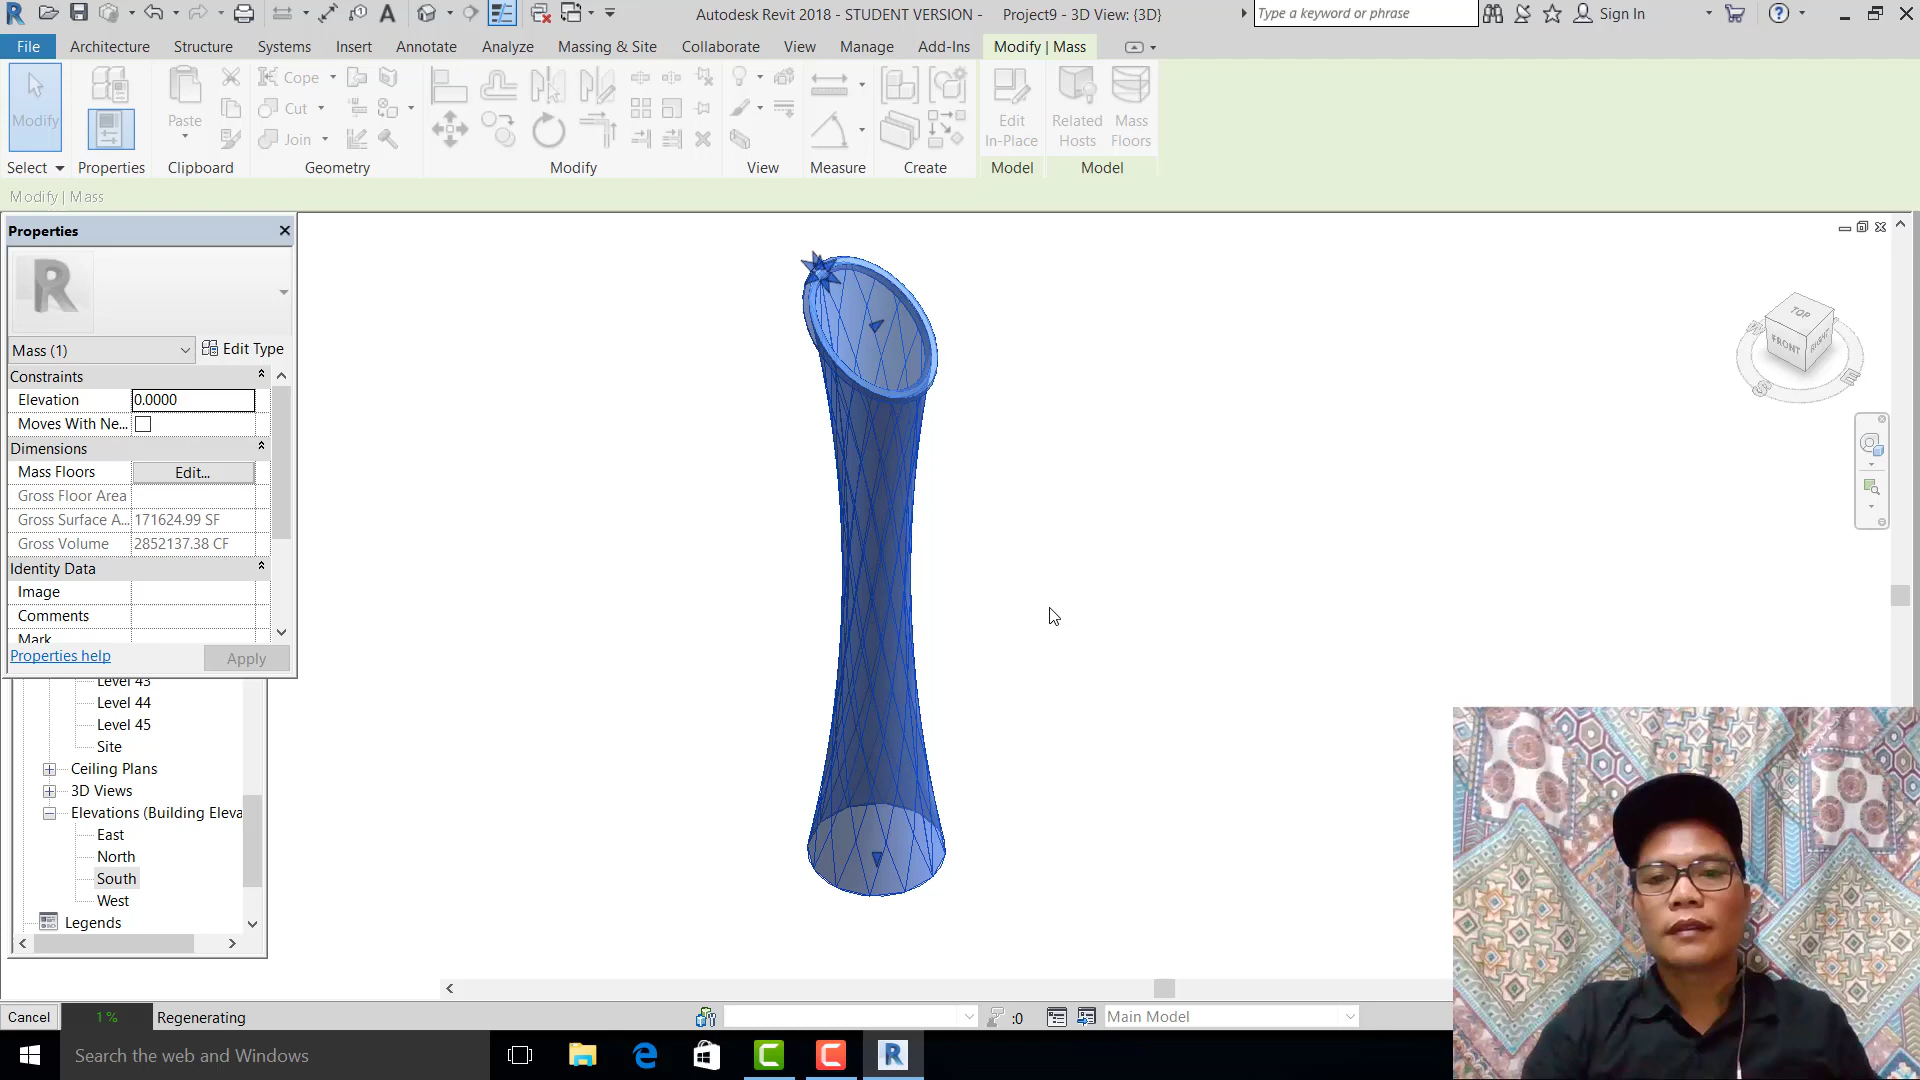 Autodesk Revit 2018 - STUDENT VERSION - Project9 - 3D View: {3D}
Type a keyword or phrase
Sign In
File Architecture Structure Systems Insert Annotate Analyze Massing & Site Collaborate View Manage Add-Ins Modify | Mass
Modify
Paste
Cope
Cut
Join
Edit
In-Place
Related
Hosts
Mass
Floors
Select Properties Clipboard Geometry Modify View Measure Create Model Model
Modify | Mass
Properties
R
Mass (1) Edit Type
Constraints
Elevation 0.0000
Moves With Ne...
Dimensions
Mass Floors Edit...
Gross Floor Area
Gross Surface A... 171624.99 SF
Gross Volume 2852137.38 CF
Identity Data
Image
Comments
Mark
Properties help Apply
Level 43
Level 44
Level 45
Site
Ceiling Plans
3D Views
Elevations (Building Eleva
East
North
South
West
Legends
TOP
FRONT
RIGHT
W
S
E
Cancel 1 % Regenerating :0 Main Model
Search the web and Windows